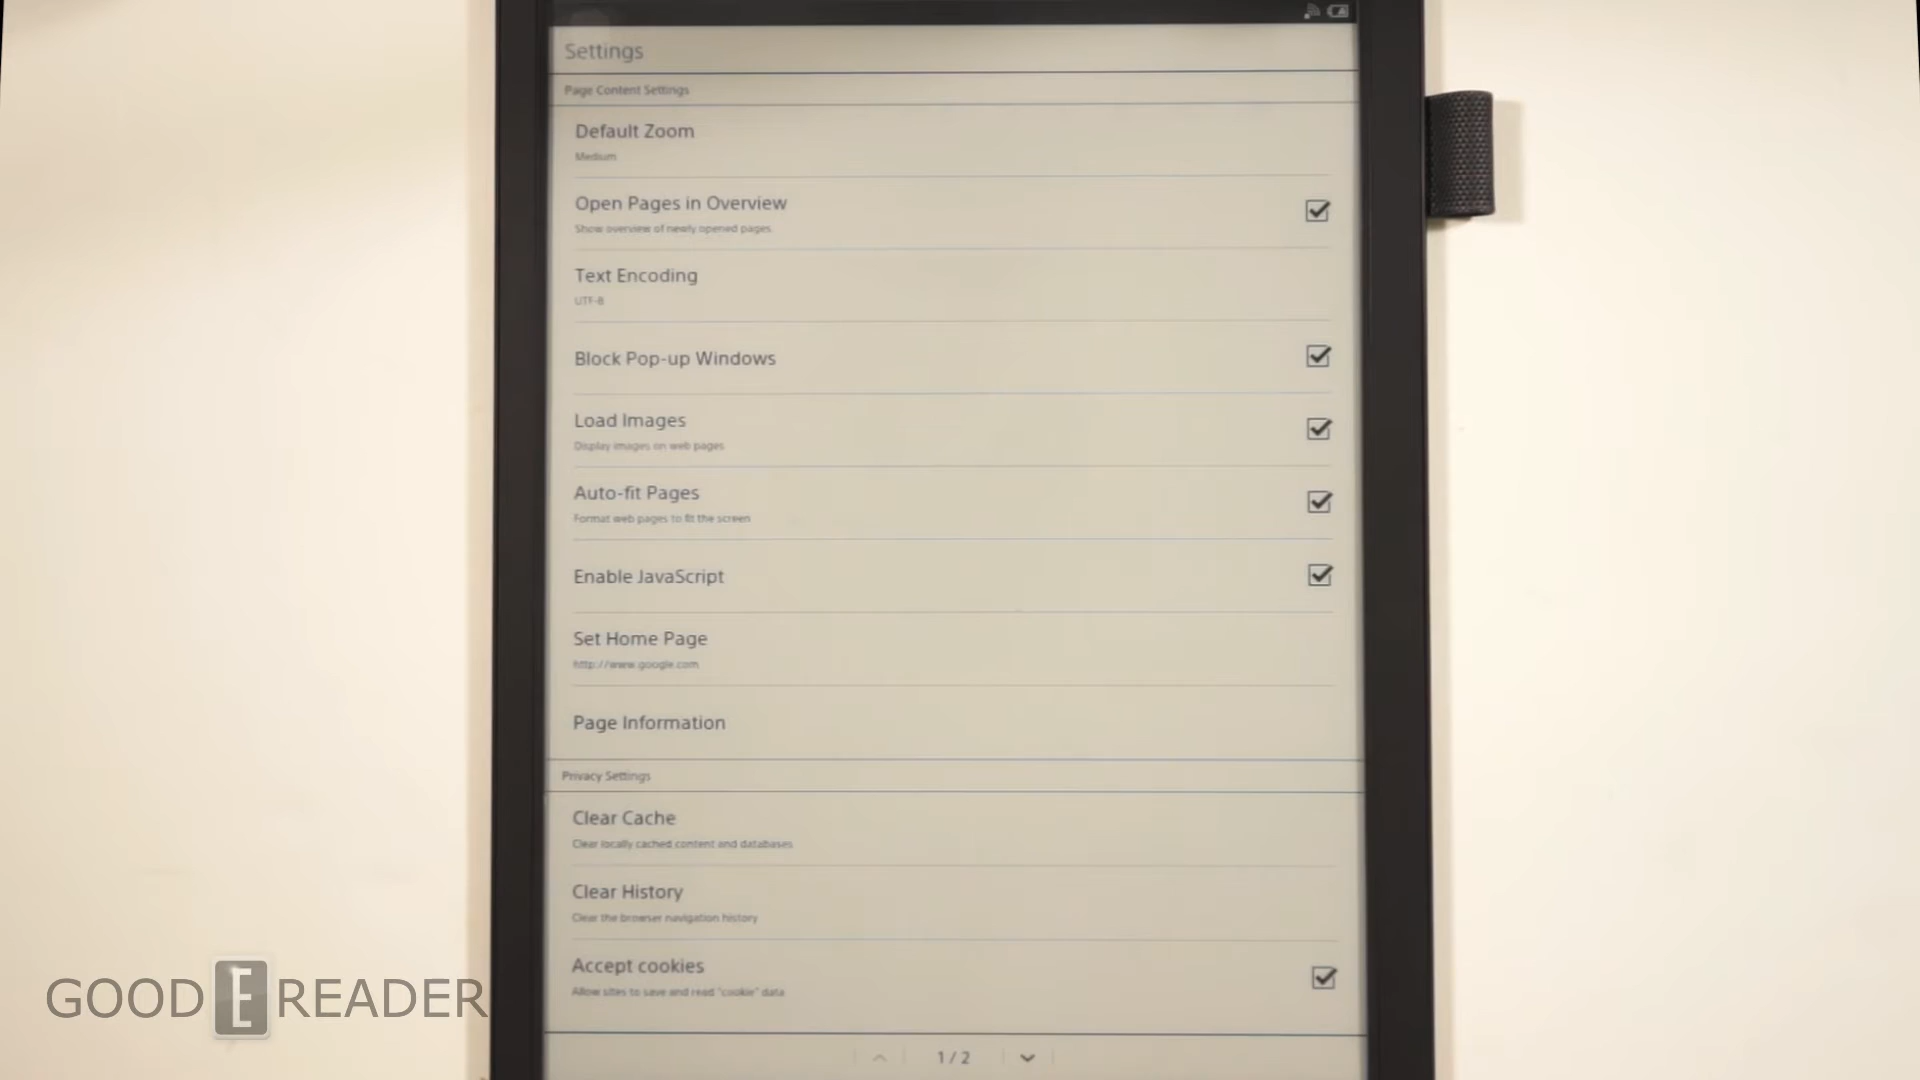 Settings
Page Content Settings
Default Zoom
Medium
Open Pages in Overview
Show overview of newly opened pages.
Text Encoding
UTF-8
Block Pop-up Windows
Load Images
Display images on web pages
Auto-fit Pages
Format web pages to fit the screen
Enable JavaScript
Set Home Page
http://www.google.com
Page Information
Privacy Settings
Clear Cache
Clear locally cached content and databases
Clear History
Clear the browser navigation history
Accept cookies
Allow sites to save and read "cookie" data
1 / 2
GOOD E READER